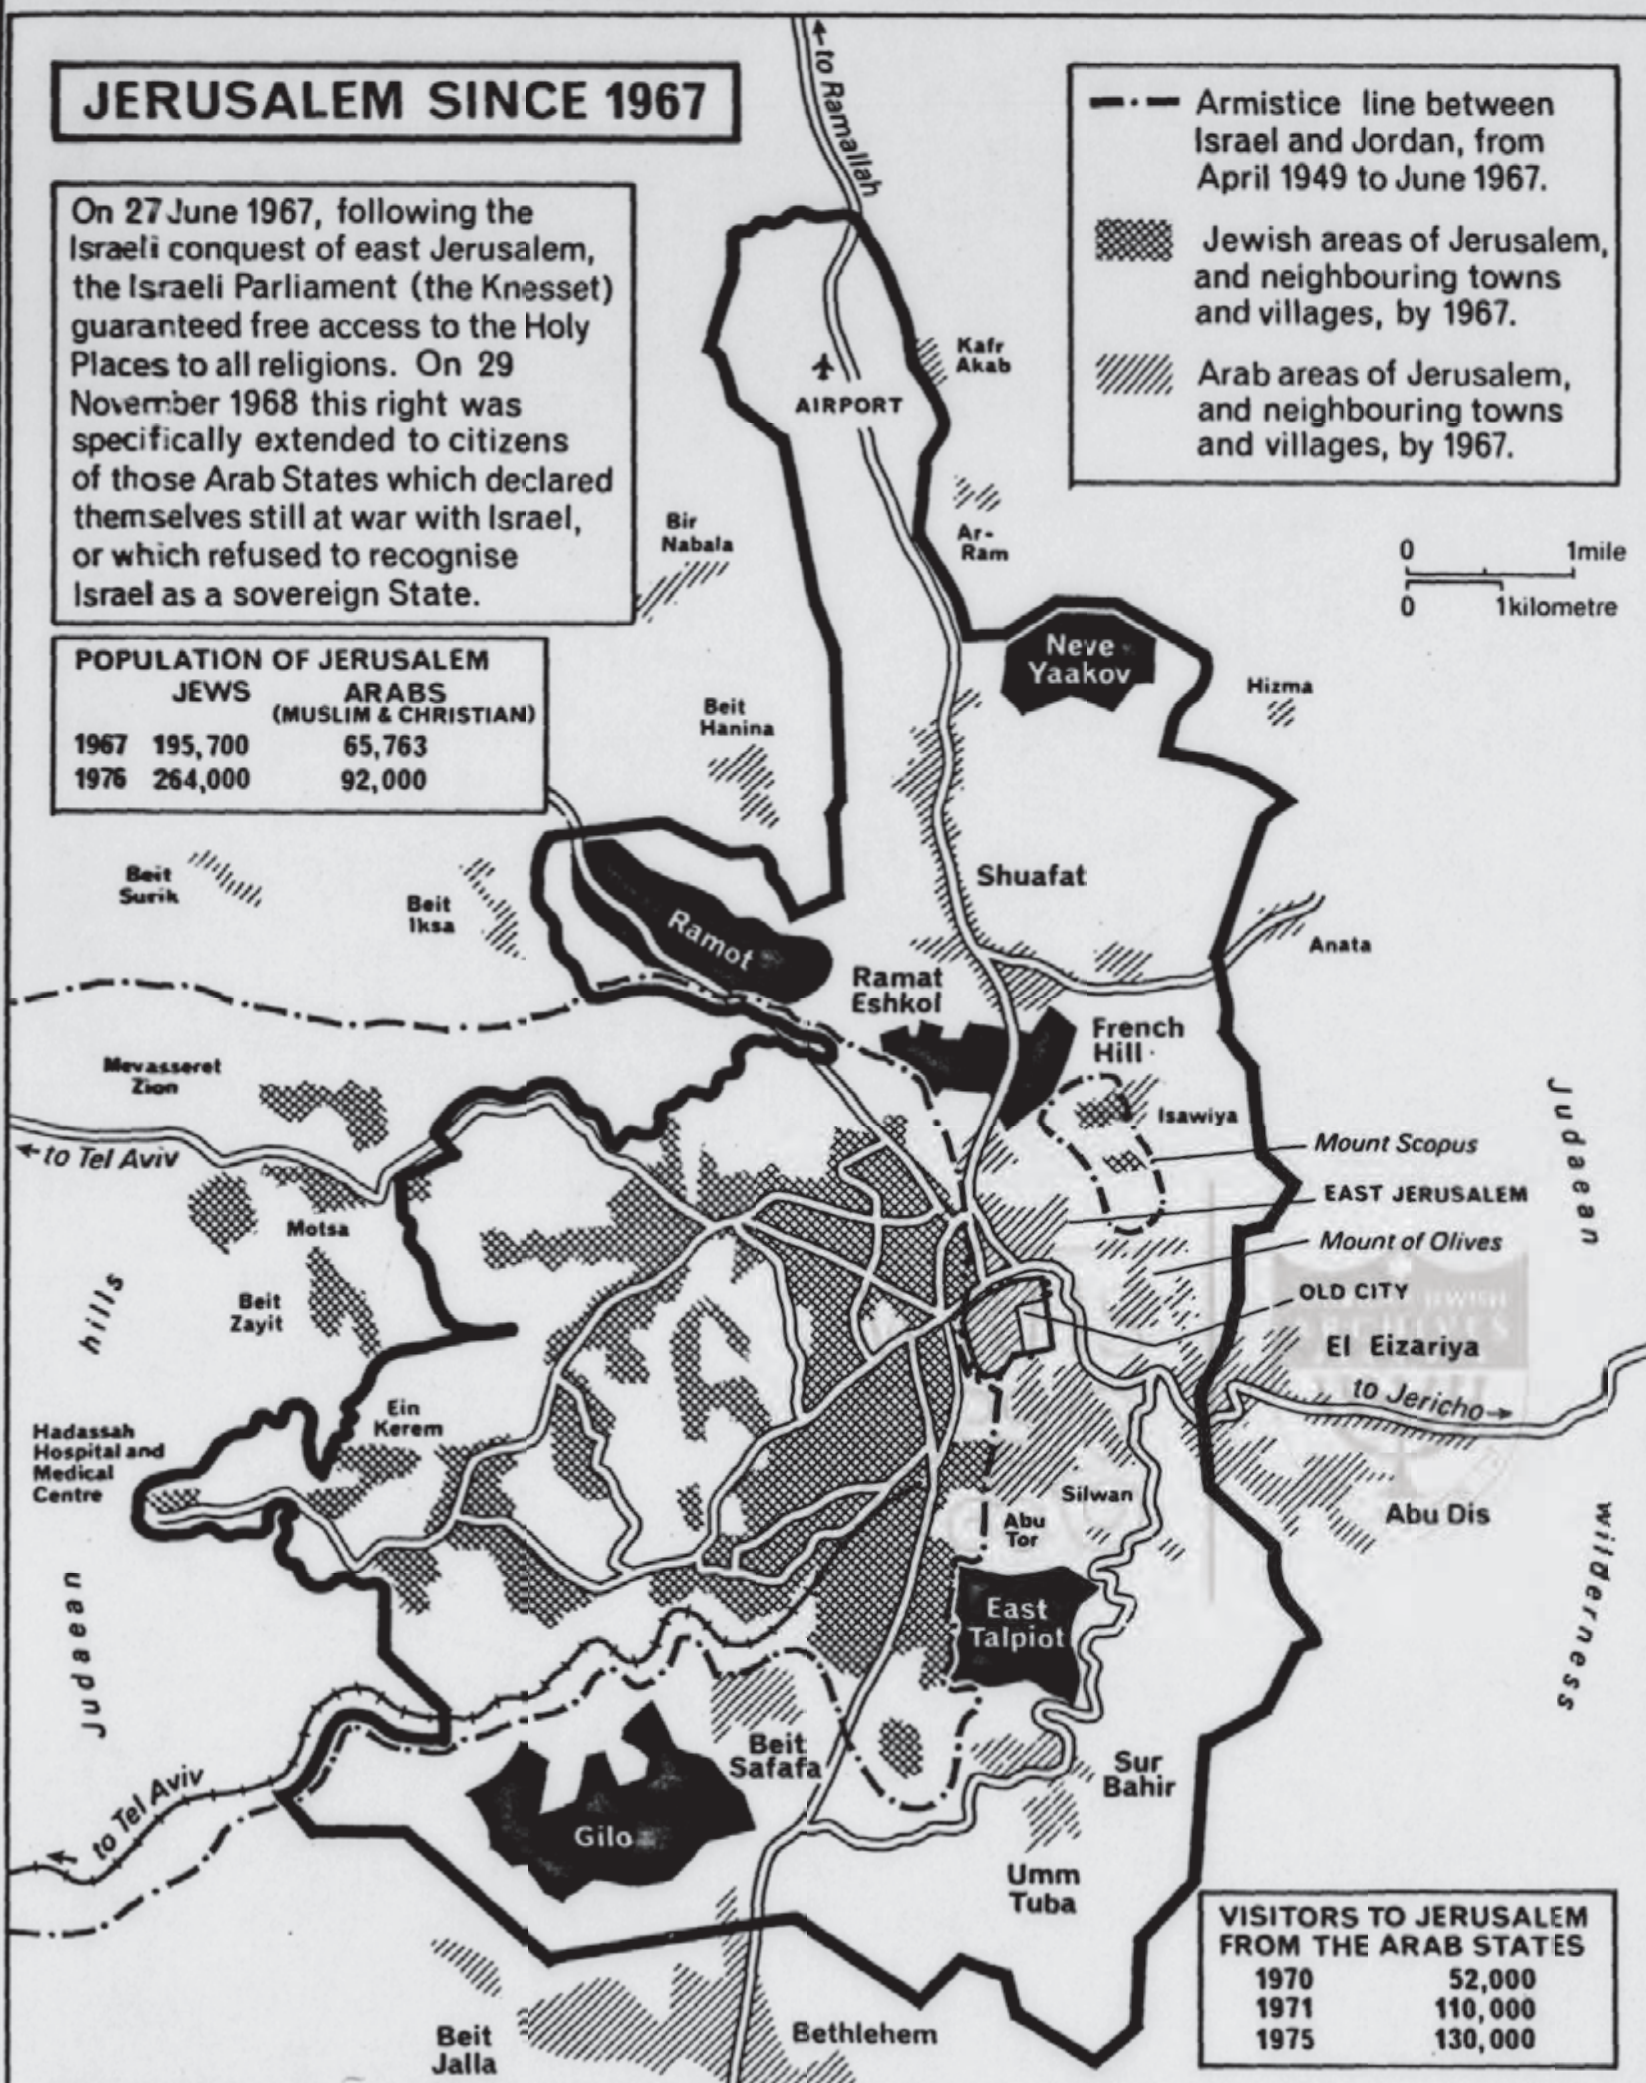 JERUSALEM SINCE 1967
On 27 June 1967, following the
Israeli conquest of east Jerusalem,
the Israeli Parliament (the Knesset)
guaranteed free access to the Holy
Places to all religions. On 29
November 1968 this right was
specifically extended to citizens
of those Arab States which declared
themselves still at war with Israel,
or which refused to recognise
Israel as a sovereign State.
POPULATION OF JERUSALEM
JEWS ARABS
(MUSLIM & CHRISTIAN)
1967 195,700 65,763
1976 264,000 92,000
Armistice line between
Israel and Jordan, from
April 1949 to June 1967.
Jewish areas of Jerusalem,
and neighbouring towns
and villages, by 1967.
Arab areas of Jerusalem,
and neighbouring towns
and villages, by 1967.
0 1mile
0 1kilometre
to Ramallah
Kafr
Akab
AIRPORT
Ar-
Ram
Bir
Nabala
Neve
Yaakov
Hizma
Beit
Hanina
Shuafat
Beit
Surik
Beit
Iksa
Ramot
Anata
Ramat
Eshkol
French
Hill
Mevasseret
Zion
Isawiya
Mount Scopus
to Tel Aviv
EAST JERUSALEM
Motsa
Mount of Olives
Beit
Zayit
OLD CITY
El Eizariya
to Jericho
Judaean
hills
Judaean
wilderness
Ein
Kerem
Hadassah
Hospital and
Medical
Centre
Silwan
Abu
Tor
Abu Dis
East
Talpiot
Beit
Safafa
Sur
Bahir
to Tel Aviv
Gilo
Umm
Tuba
Beit
Jalla
Bethlehem
VISITORS TO JERUSALEM
FROM THE ARAB STATES
1970 52,000
1971 110,000
1975 130,000
JEWISH
ARCHIVES